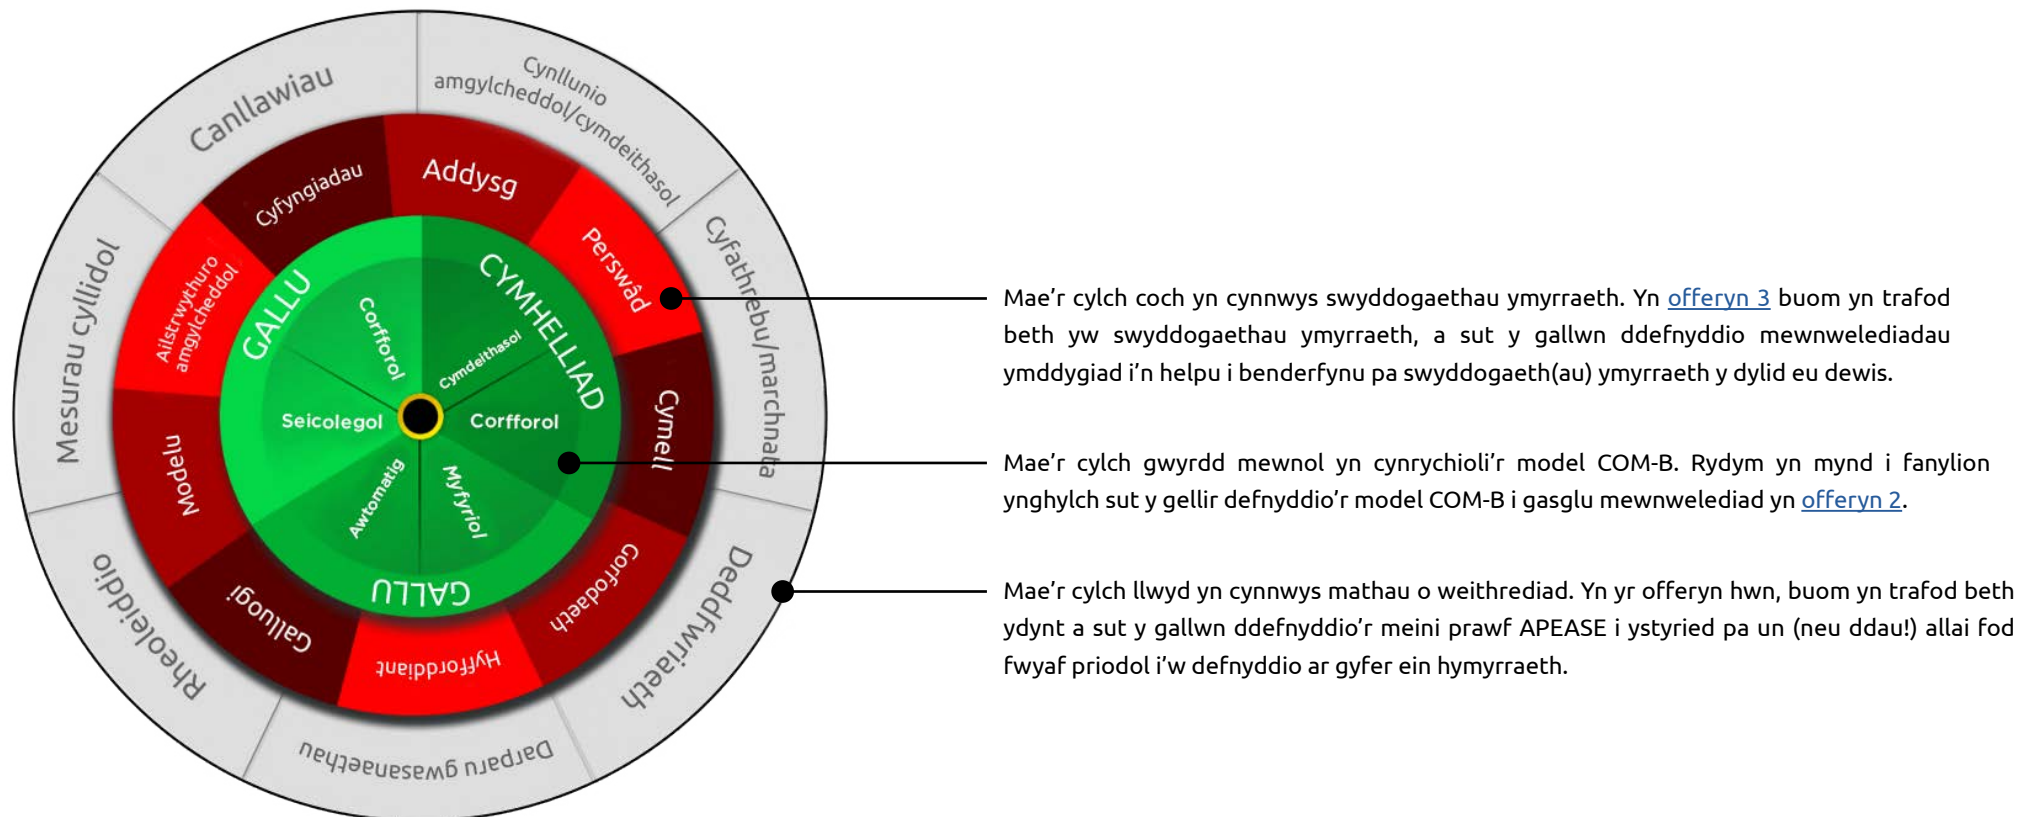 Canllawiau
Cynllunio
amgylcheddol/cymdeithasol
Cyfathrebu/marchnata
Deddfwriaeth
Darparu gwasanaethau
Rheoleiddio
Mesurau cyllidol
Cyfyngiadau
Addysg
Perswâd
Cymell
Gorfodaeth
Hyfforddiant
Galluogi
Modelu
Ailstrwythuro
amgylcheddol
GALLU
CYMHELLIAD
GALLU
Corfforol
Cymdeithasol
Corfforol
Myfyriol
Awtomatig
Seicolegol
Mae'r cylch coch yn cynnwys swyddogaethau ymyrraeth. Yn offeryn 3 buom yn trafod
beth yw swyddogaethau ymyrraeth, a sut y gallwn ddefnyddio mewnwelediadau
ymddygiad i'n helpu i benderfynu pa swyddogaeth(au) ymyrraeth y dylid eu dewis.
Mae'r cylch gwyrdd mewnol yn cynrychioli'r model COM-B. Rydym yn mynd i fanylion
ynghylch sut y gellir defnyddio'r model COM-B i gasglu mewnwelediad yn offeryn 2.
Mae'r cylch llwyd yn cynnwys mathau o weithrediad. Yn yr offeryn hwn, buom yn trafod beth
ydynt a sut y gallwn ddefnyddio'r meini prawf APEASE i ystyried pa un (neu ddau!) allai fod
fwyaf priodol i'w defnyddio ar gyfer ein hymyrraeth.